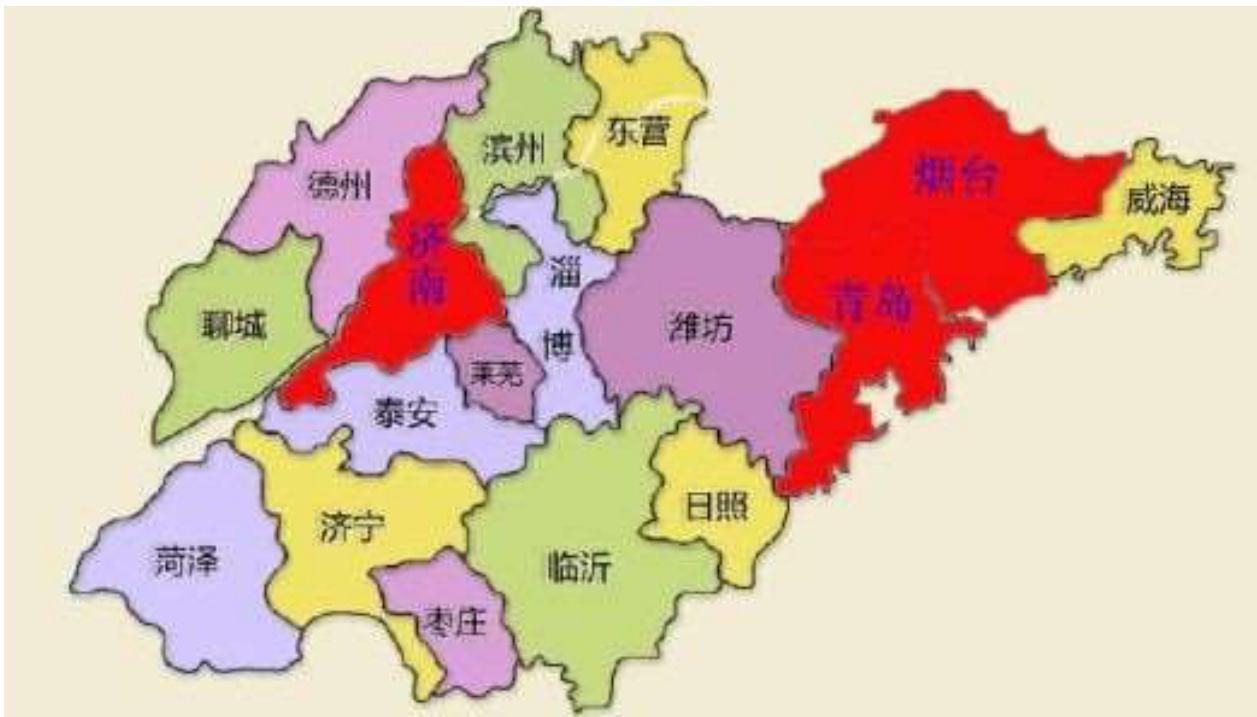 东营
滨州
烟台
德州
威海
济南
淄博
青岛
聊城
潍坊
莱芜
泰安
日照
济宁
菏泽
临沂
枣庄